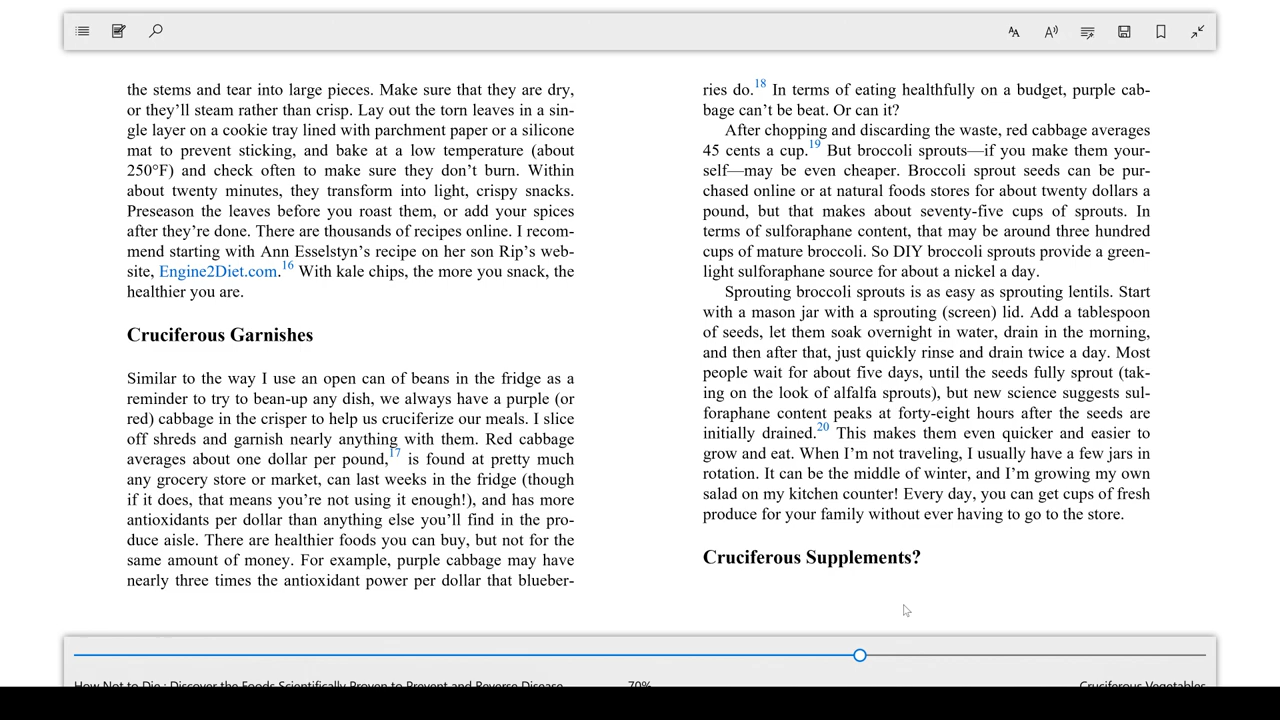 the stems and tear into large pieces. Make sure that they are dry,
or they’ll steam rather than crisp. Lay out the torn leaves in a sin-
gle layer on a cookie tray lined with parchment paper or a silicone
mat to prevent sticking, and bake at a low temperature (about
250°F) and check often to make sure they don’t burn. Within
about twenty minutes, they transform into light, crispy snacks.
Preseason the leaves before you roast them, or add your spices
after they’re done. There are thousands of recipes online. I recom-
mend starting with Ann Esselstyn’s recipe on her son Rip’s web-
site, Engine2Diet.com.16 With kale chips, the more you snack, the
healthier you are.
Cruciferous Garnishes
Similar to the way I use an open can of beans in the fridge as a
reminder to try to bean-up any dish, we always have a purple (or
red) cabbage in the crisper to help us cruciferize our meals. I slice
off shreds and garnish nearly anything with them. Red cabbage
averages about one dollar per pound,17 is found at pretty much
any grocery store or market, can last weeks in the fridge (though
if it does, that means you’re not using it enough!), and has more
antioxidants per dollar than anything else you’ll find in the pro-
duce aisle. There are healthier foods you can buy, but not for the
same amount of money. For example, purple cabbage may have
nearly three times the antioxidant power per dollar that blueber-
ries do.18 In terms of eating healthfully on a budget, purple cab-
bage can’t be beat. Or can it?
After chopping and discarding the waste, red cabbage averages
45 cents a cup.19 But broccoli sprouts—if you make them your-
self—may be even cheaper. Broccoli sprout seeds can be pur-
chased online or at natural foods stores for about twenty dollars a
pound, but that makes about seventy-five cups of sprouts. In
terms of sulforaphane content, that may be around three hundred
cups of mature broccoli. So DIY broccoli sprouts provide a green-
light sulforaphane source for about a nickel a day.
Sprouting broccoli sprouts is as easy as sprouting lentils. Start
with a mason jar with a sprouting (screen) lid. Add a tablespoon
of seeds, let them soak overnight in water, drain in the morning,
and then after that, just quickly rinse and drain twice a day. Most
people wait for about five days, until the seeds fully sprout (tak-
ing on the look of alfalfa sprouts), but new science suggests sul-
foraphane content peaks at forty-eight hours after the seeds are
initially drained.20 This makes them even quicker and easier to
grow and eat. When I’m not traveling, I usually have a few jars in
rotation. It can be the middle of winter, and I’m growing my own
salad on my kitchen counter! Every day, you can get cups of fresh
produce for your family without ever having to go to the store.
Cruciferous Supplements?
How Not to Die : Discover the Foods Scientifically Proven to Prevent and Reverse Disease
70%
Cruciferous Vegetables